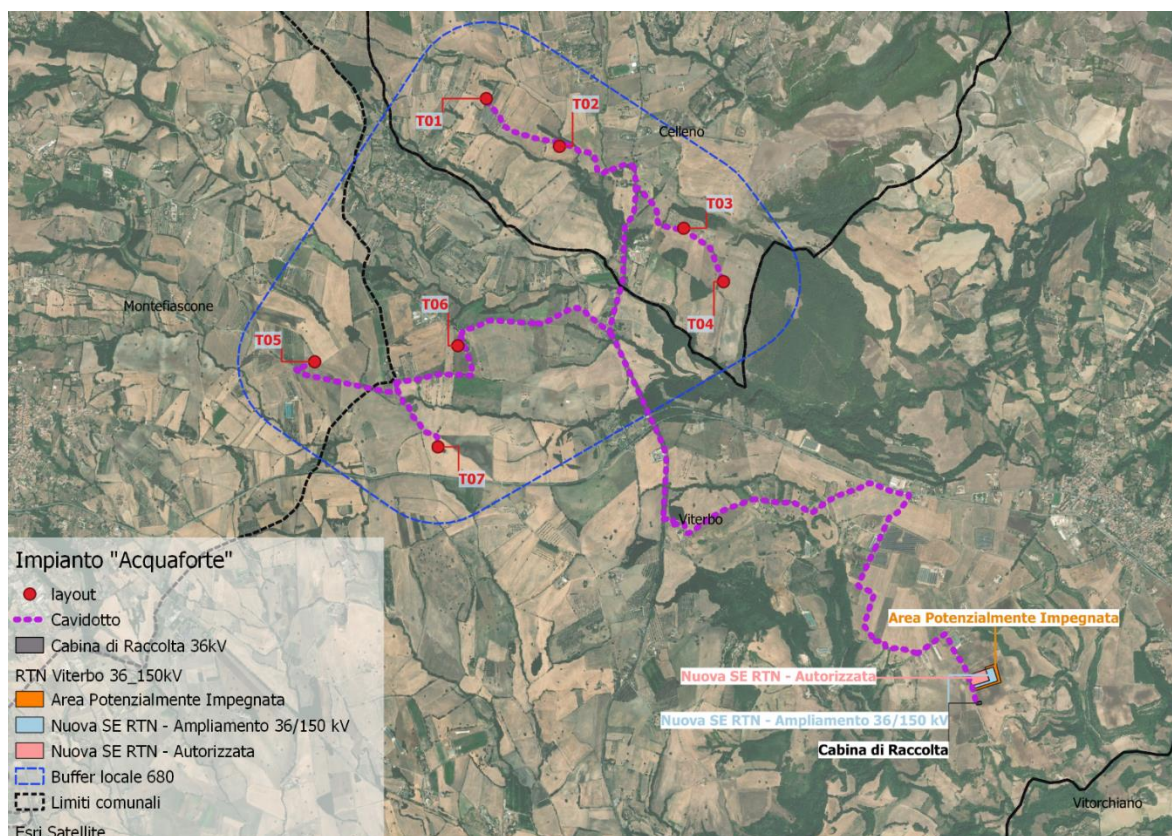 T01
T02
Celleno
T03
T04
Montefiascone
T06
T05
T07
Viterbo
Impianto "Acquaforte"
layout
Cavidotto
Cabina di Raccolta 36kV
RTN Viterbo 36_150kV
Area Potenzialmente Impegnata
Nuova SE RTN - Ampliamento 36/150 kV
Nuova SE RTN - Autorizzata
Buffer locale 680
Limiti comunali
Esri Satellite
Area Potenzialmente Impegnata
Nuova SE RTN - Autorizzata
Nuova SE RTN - Ampliamento 36/150 kV
Cabina di Raccolta
Vitorchiano